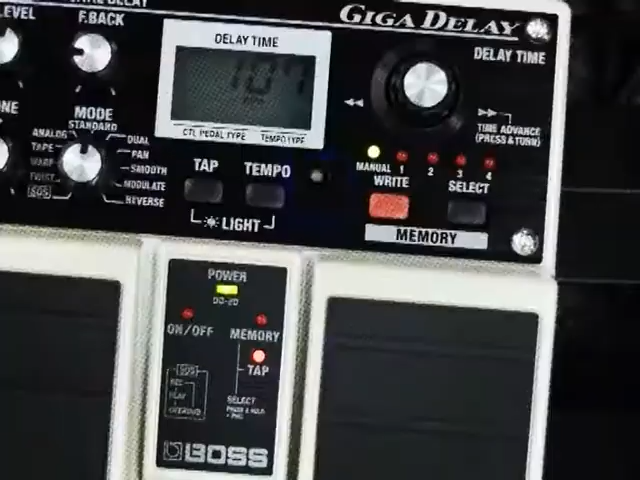 LEVEL
F.BACK
GIGA DELAY
DELAY TIME
107
CTL PEDAL TYPE TEMPO TYPE
DELAY TIME
TIME ADVANCE
(PRESS & TURN)
MODE
STANDARD
ANALOG
TAPE
WARP
TWIST
SOS
DUAL
PAN
SMOOTH
MODULATE
REVERSE
TAP
TEMPO
LIGHT
MANUAL 1 2 3 4
WRITE
SELECT
MEMORY
POWER
DD-20
ON/OFF
MEMORY
TAP
SOS
REC
PLAY
OVERDUB
SELECT
BOSS